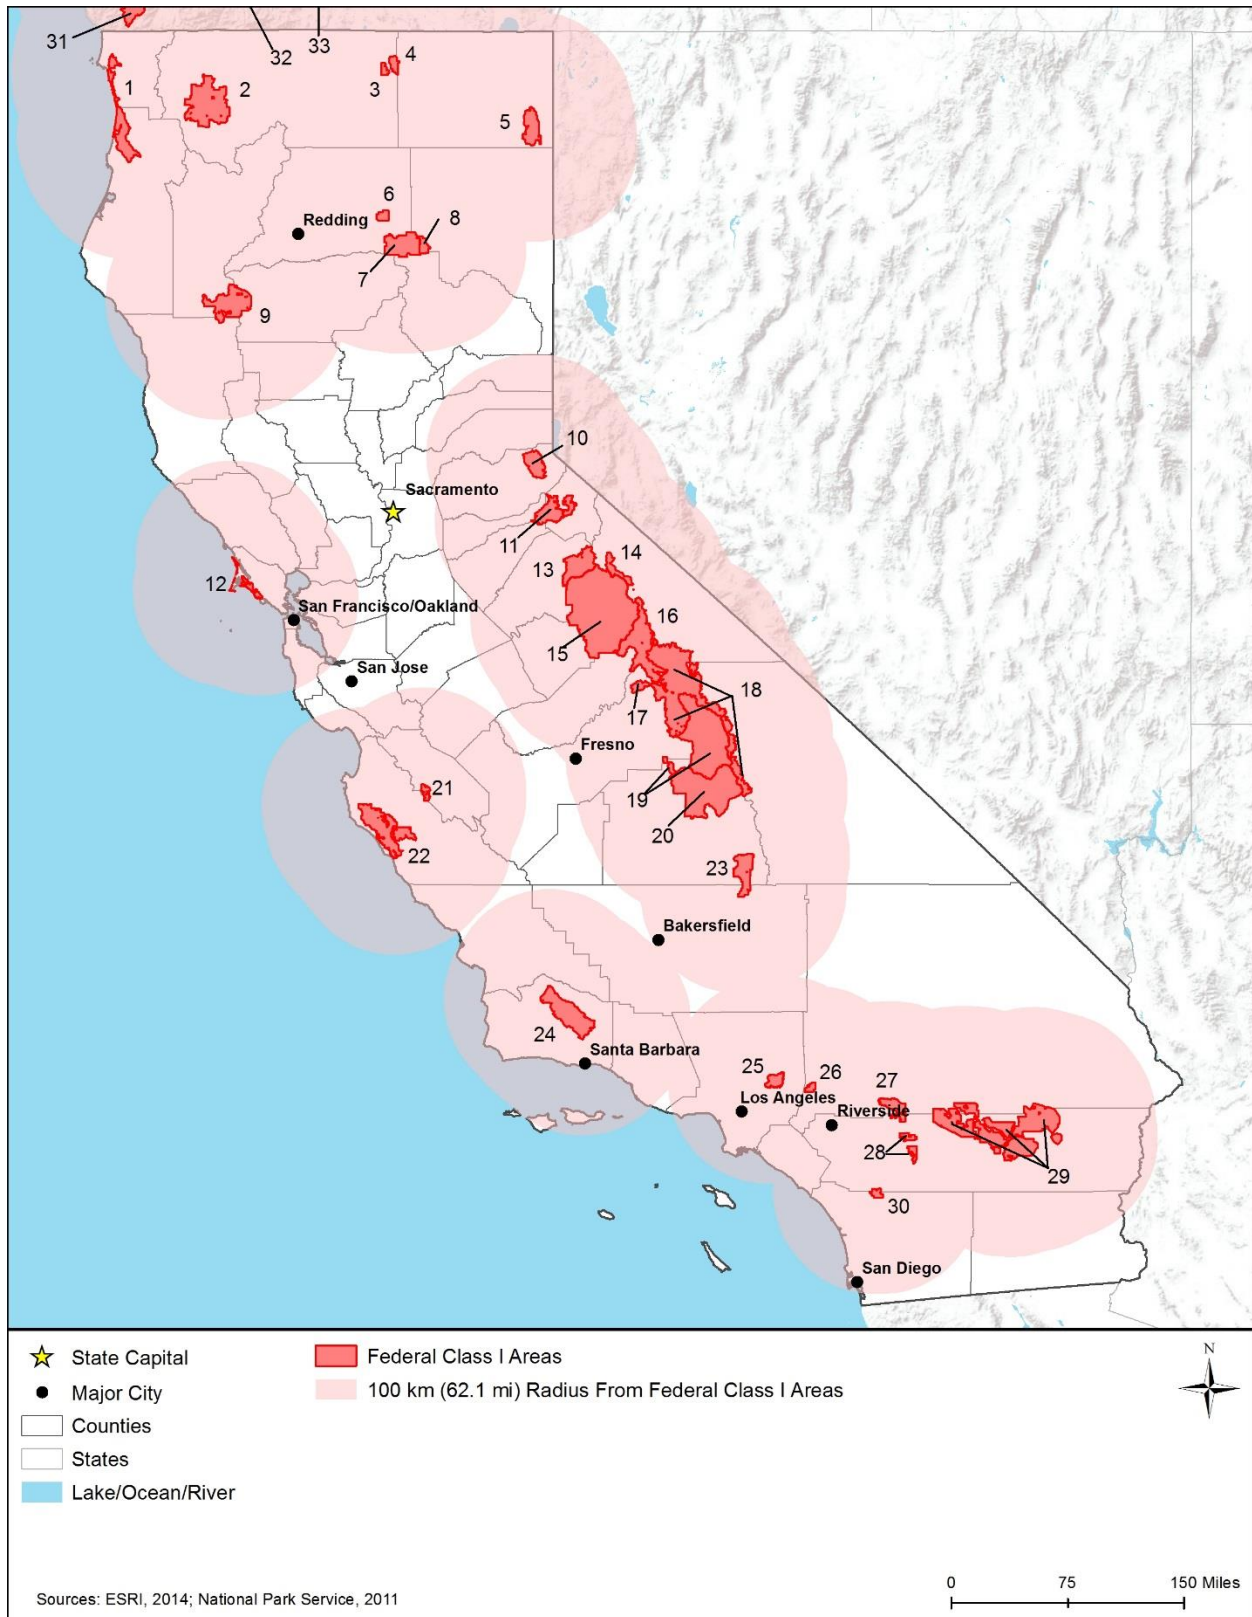 31
32
33
1
2
3
4
5
6
Redding
8
7
9
10
Sacramento
11
12
13
14
San Francisco/Oakland
16
15
San Jose
17
18
Fresno
21
19
20
22
23
Bakersfield
24
Santa Barbara
25
26
27
Los Angeles
Riverside
28
29
30
San Diego
State Capital
Major City
Counties
States
Lake/Ocean/River
Federal Class I Areas
100 km (62.1 mi) Radius From Federal Class I Areas
N
Sources: ESRI, 2014; National Park Service, 2011
0 75 150 Miles